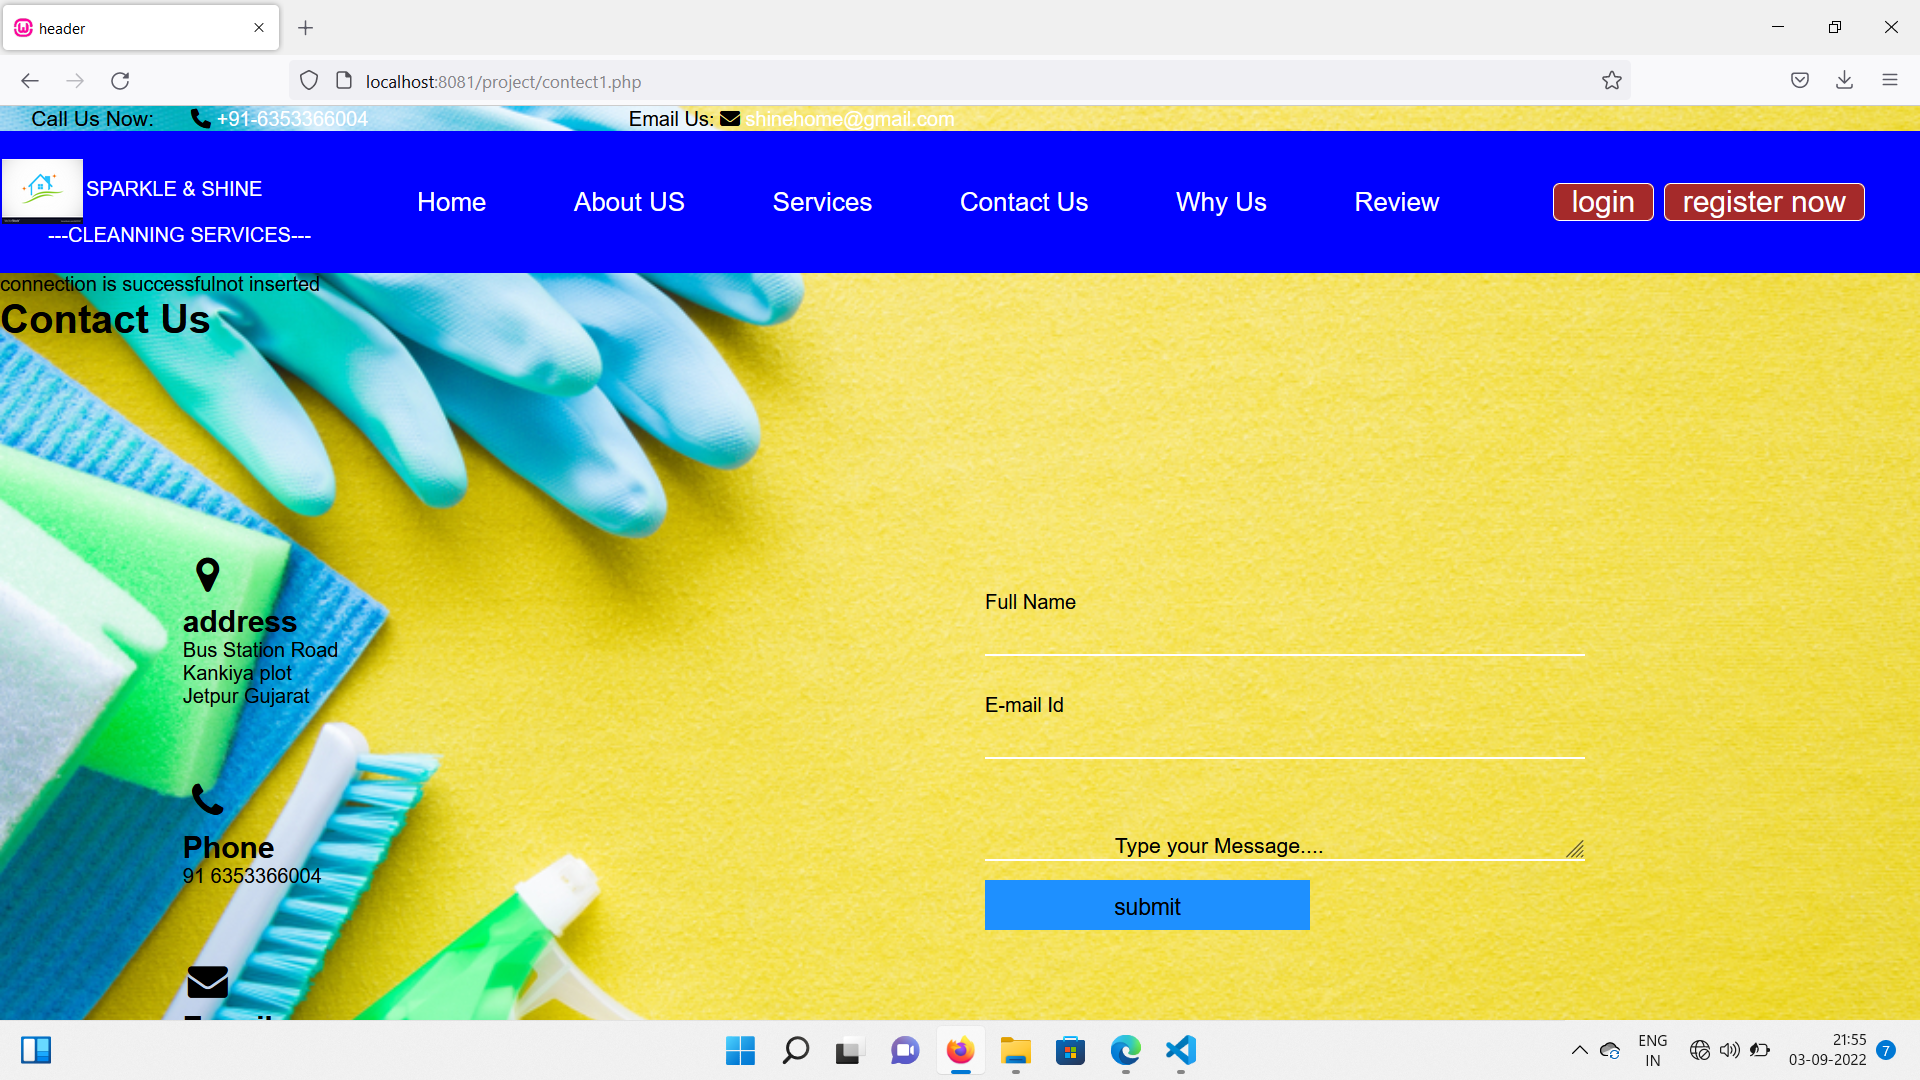 header
localhost:8081/project/contect1.php
Call Us Now: +91-6353366004 Email Us: shinehome@gmail.com
SPARKLE & SHINE
---CLEANNING SERVICES---
Home About US Services Contact Us Why Us Review login register now
connection is successfulnot inserted
Contact Us
address
Bus Station Road
Kankiya plot
Jetpur Gujarat
Phone
91 6353366004
Full Name
E-mail Id
Type your Message....
submit
ENG
IN
21:55
03-09-2022
7